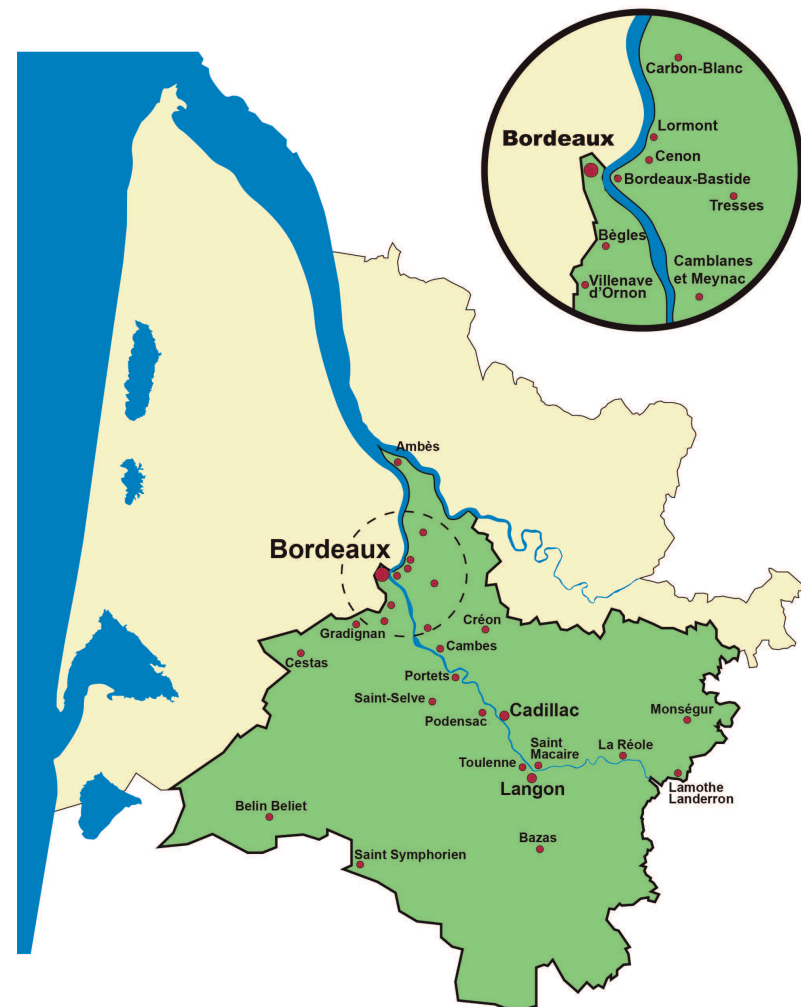 Carbon-Blanc
Lormont
Bordeaux
Cenon
Bordeaux-Bastide
Tresses
Bègles
Camblanes
et Meynac
Villenave
d'Ornon
Ambès
Bordeaux
Créon
Gradignan
Cambes
Cestas
Portets
Saint-Selve
Cadillac
Podensac
Monségur
Saint
Macaire
La Réole
Toulenne
Langon
Lamothe
Landerron
Belin Beliet
Bazas
Saint Symphorien